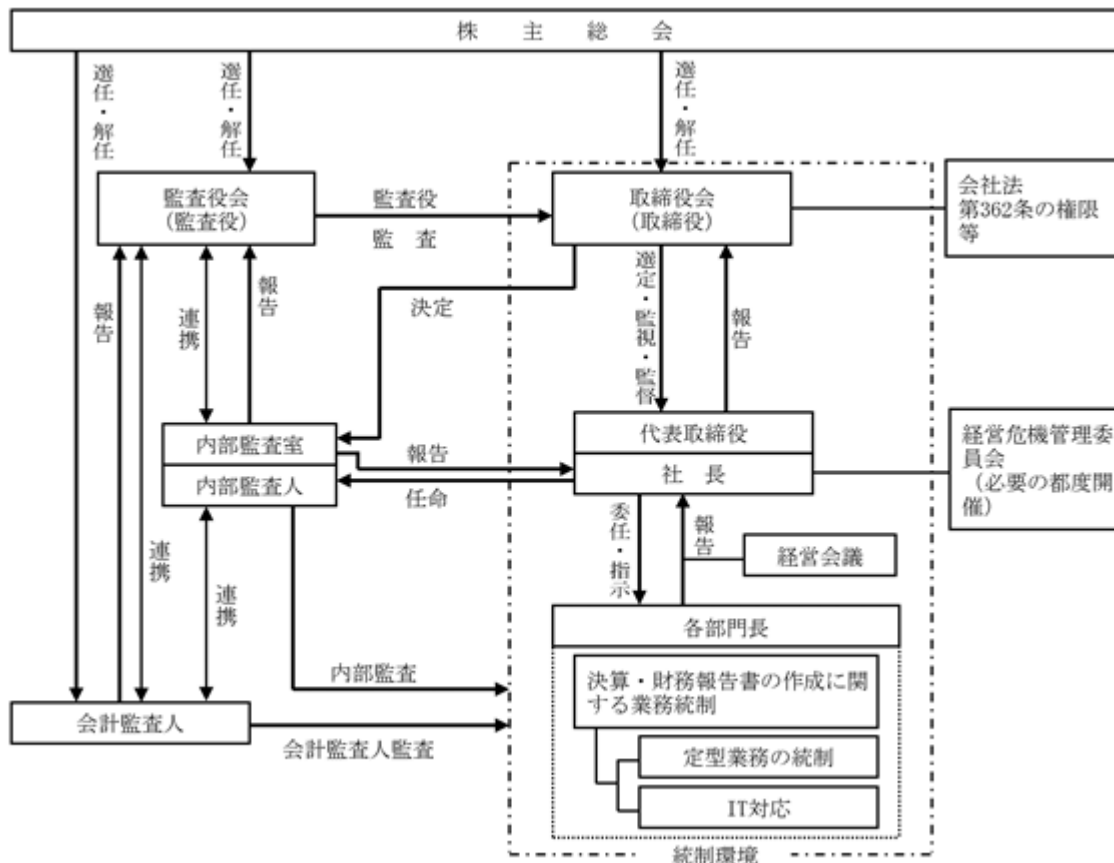 株主総会
選任・解任
選任・解任
選任・解任
監査役会
(監査役)
監査役
監 査
取締役会
(取締役)
会社法
第362条の権限
等
報告
連携
報告
決定
選定・監視・監督
報告
内部監査室
内部監査人
報告
任命
代表取締役
社 長
経営危機管理委
員会
(必要の都度開
催)
連携
連携
委任・指示
報告
経営会議
各部門長
内部監査
決算・財務報告書の作成に関
する業務統制
会計監査人
会計監査人監査
定型業務の統制
IT対応
統制環境